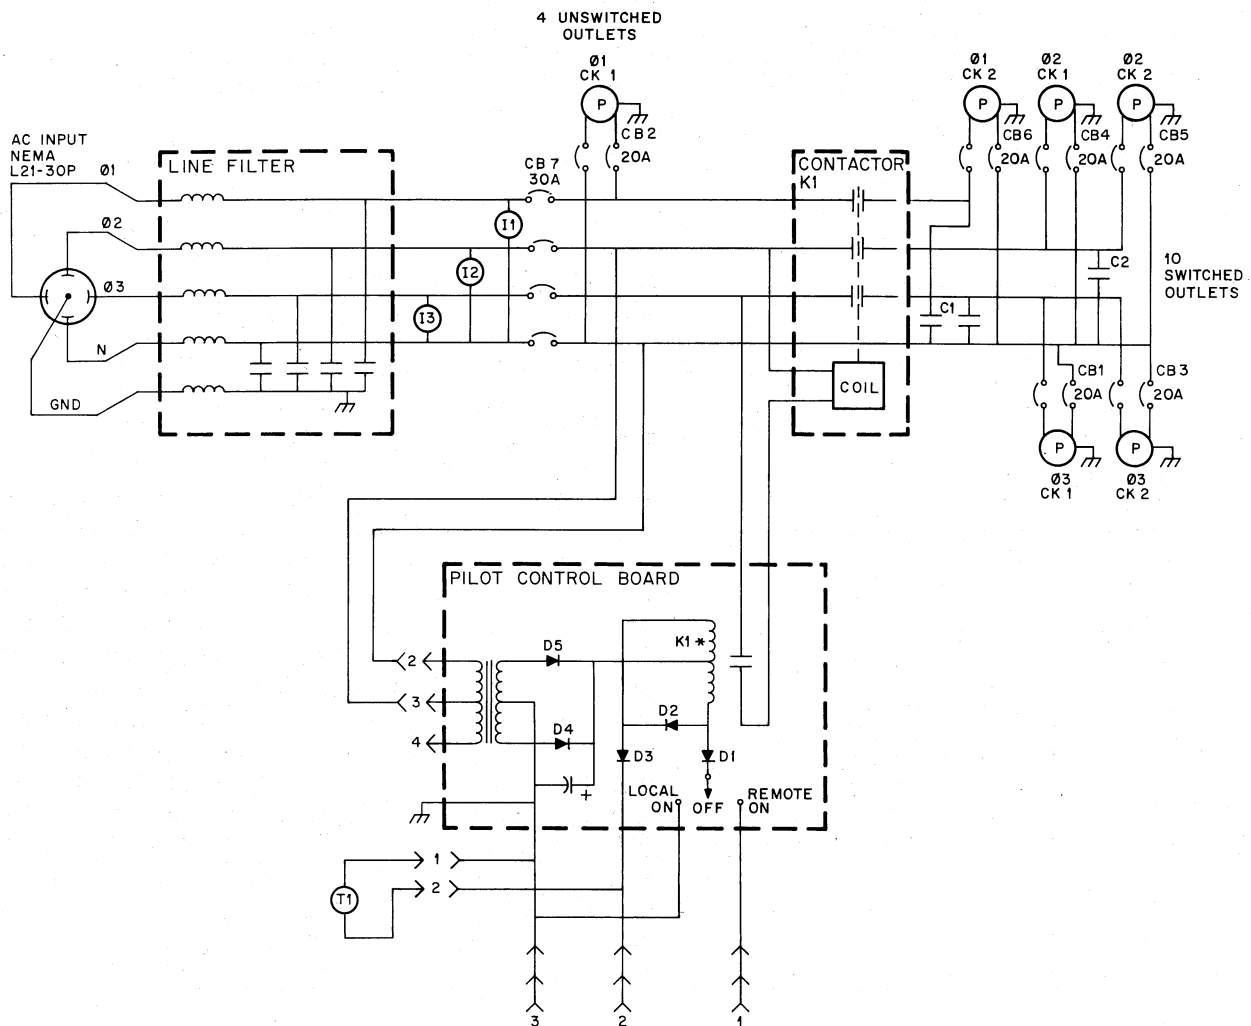 4 UNSWITCHED
OUTLETS
Ø1
CK 1
P
CB2
20A
Ø1
CK 2
Ø2
CK 1
Ø2
CK 2
P
P
P
CB6
20A
CB4
20A
CB5
20A
AC INPUT
NEMA
L21-30P
Ø1
LINE FILTER
CB 7
30A
CONTACTOR
K1
Ø2
I1
I2
I3
Ø3
N
GND
C2
C1
10
SWITCHED
OUTLETS
COIL
CB1
20A
CB3
20A
P
P
Ø3
CK 1
Ø3
CK 2
PILOT CONTROL BOARD
K1 *
D5
2
3
4
D4
D2
D3
D1
+
LOCAL
ON
OFF
REMOTE
ON
1
2
T1
3
2
1